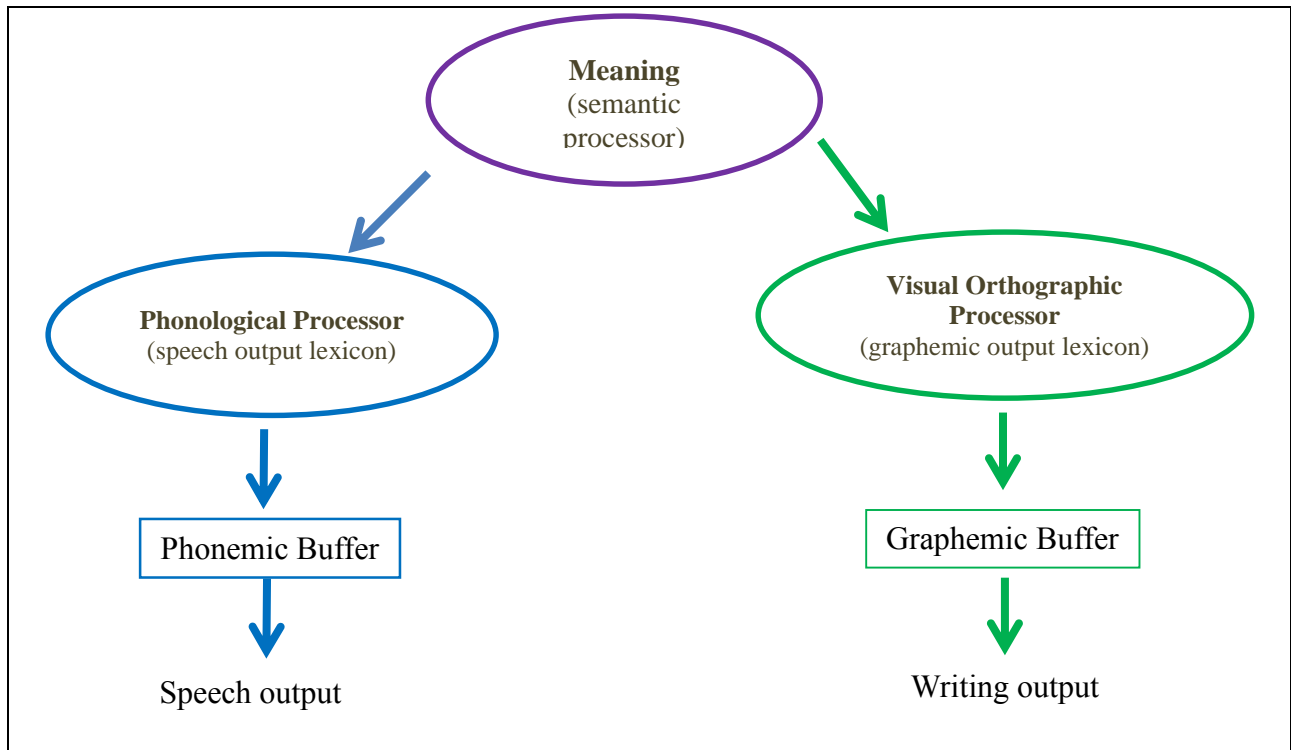 Meaning
(semantic
processor)
Phonological Processor
(speech output lexicon)
Visual Orthographic
Processor
(graphemic output lexicon)
Phonemic Buffer
Graphemic Buffer
Speech output
Writing output